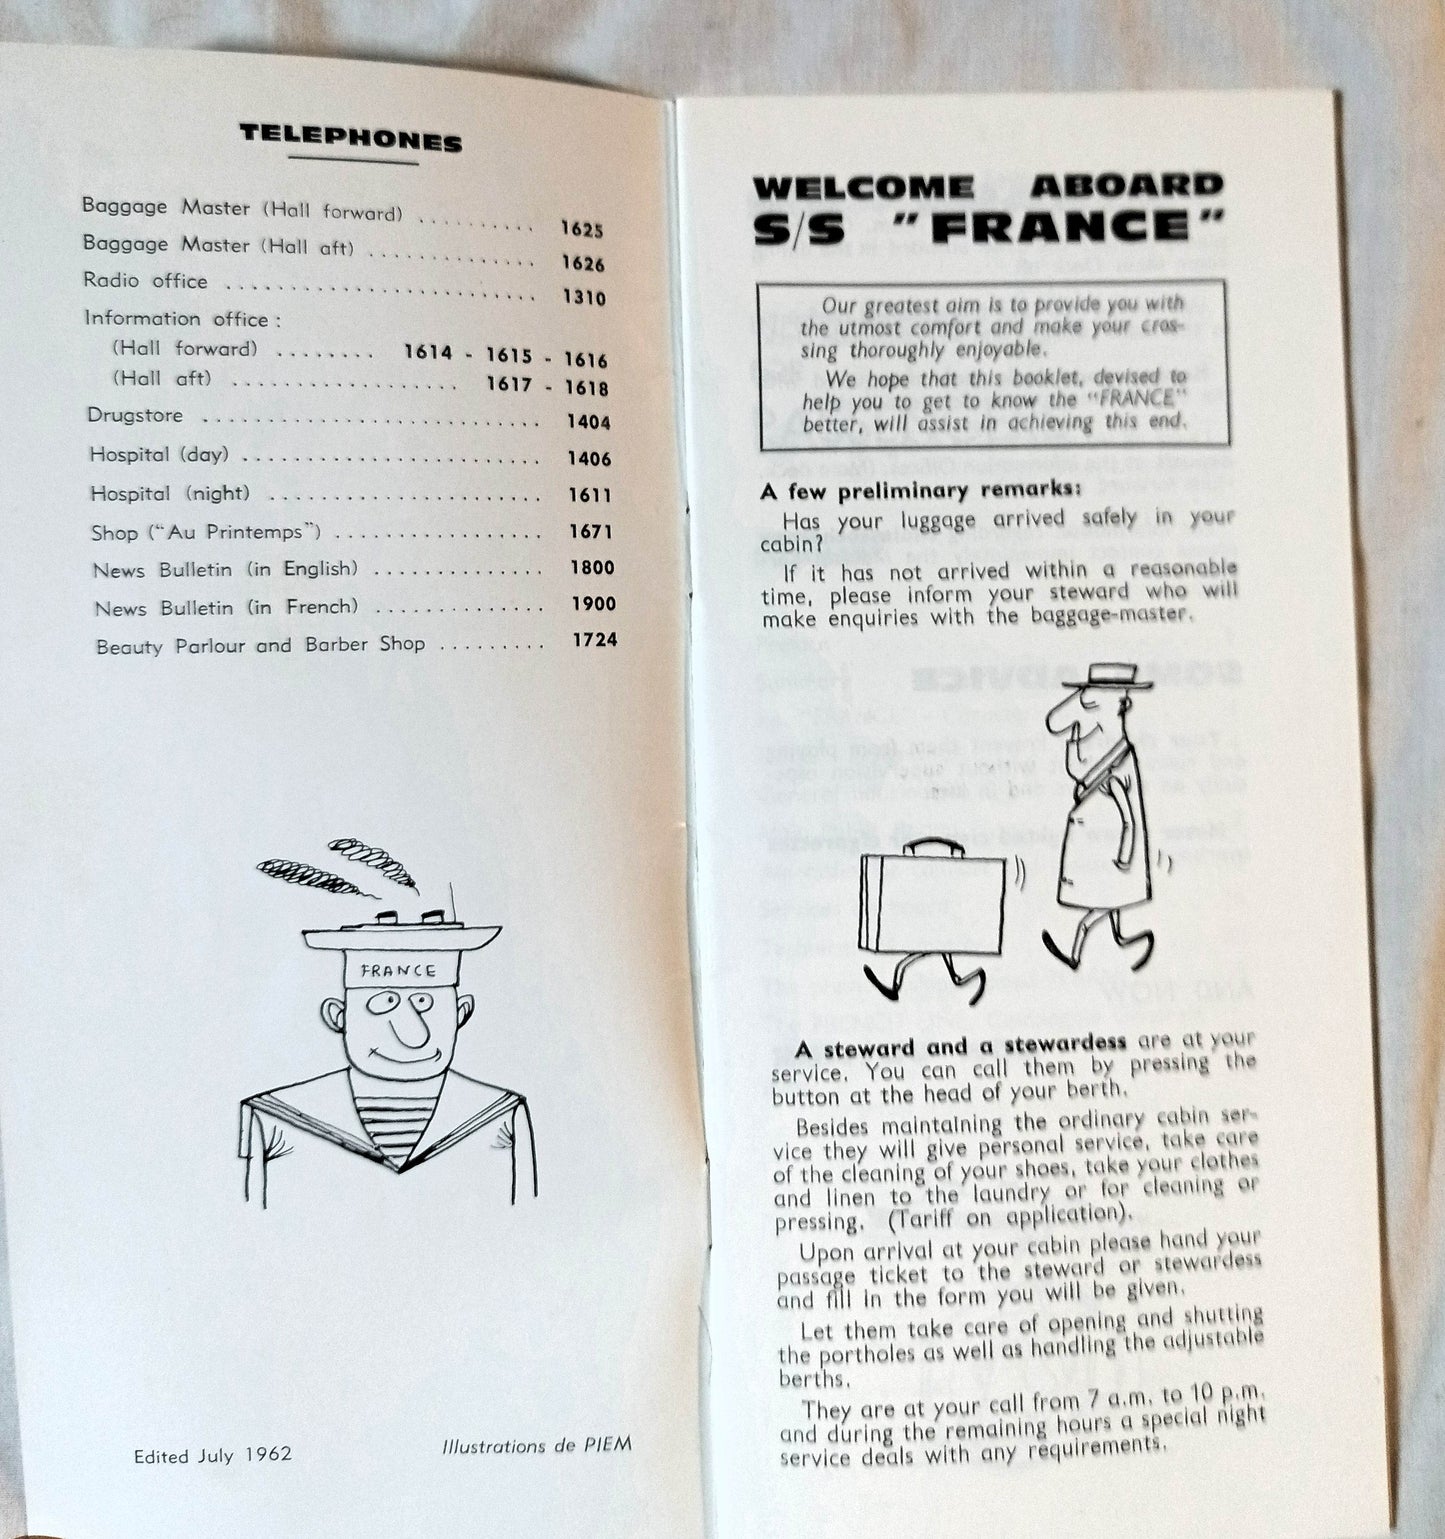 TELEPHONES
Baggage Master (Hall forward) ......... 1625
Baggage Master (Hall aft) ............. 1626
Radio office ........................ 1310
Information office :
(Hall forward) ........ 1614 - 1615 - 1616
(Hall aft) .................. 1617 - 1618
Drugstore .......................... 1404
Hospital (day) ....................... 1406
Hospital (night) ..................... 1611
Shop ("Au Printemps") ................ 1671
News Bulletin (in English) ............. 1800
News Bulletin (in French) ............. 1900
Beauty Parlour and Barber Shop ......... 1724
FRANCE
Edited July 1962
Illustrations de PIEM
WELCOME ABOARD
S/S "FRANCE"
Our greatest aim is to provide you with
the utmost comfort and make your cros-
sing thoroughly enjoyable.
We hope that this booklet, devised to
help you to get to know the "FRANCE"
better, will assist in achieving this end.
A few preliminary remarks:
Has your luggage arrived safely in your
cabin?
If it has not arrived within a reasonable
time, please inform your steward who will
make enquiries with the baggage-master.
A steward and a stewardess are at your
service. You can call them by pressing the
button at the head of your berth.
Besides maintaining the ordinary cabin ser-
vice they will give personal service, take care
of the cleaning of your shoes, take your clothes
and linen to the laundry or for cleaning or
pressing. (Tariff on application).
Upon arrival at your cabin please hand your
passage ticket to the steward or stewardess
and fill in the form you will be given.
Let them take care of opening and shutting
the portholes as well as handling the adjustable
berths.
They are at your call from 7 a.m. to 10 p.m.
and during the remaining hours a special night
service deals with any requirements.